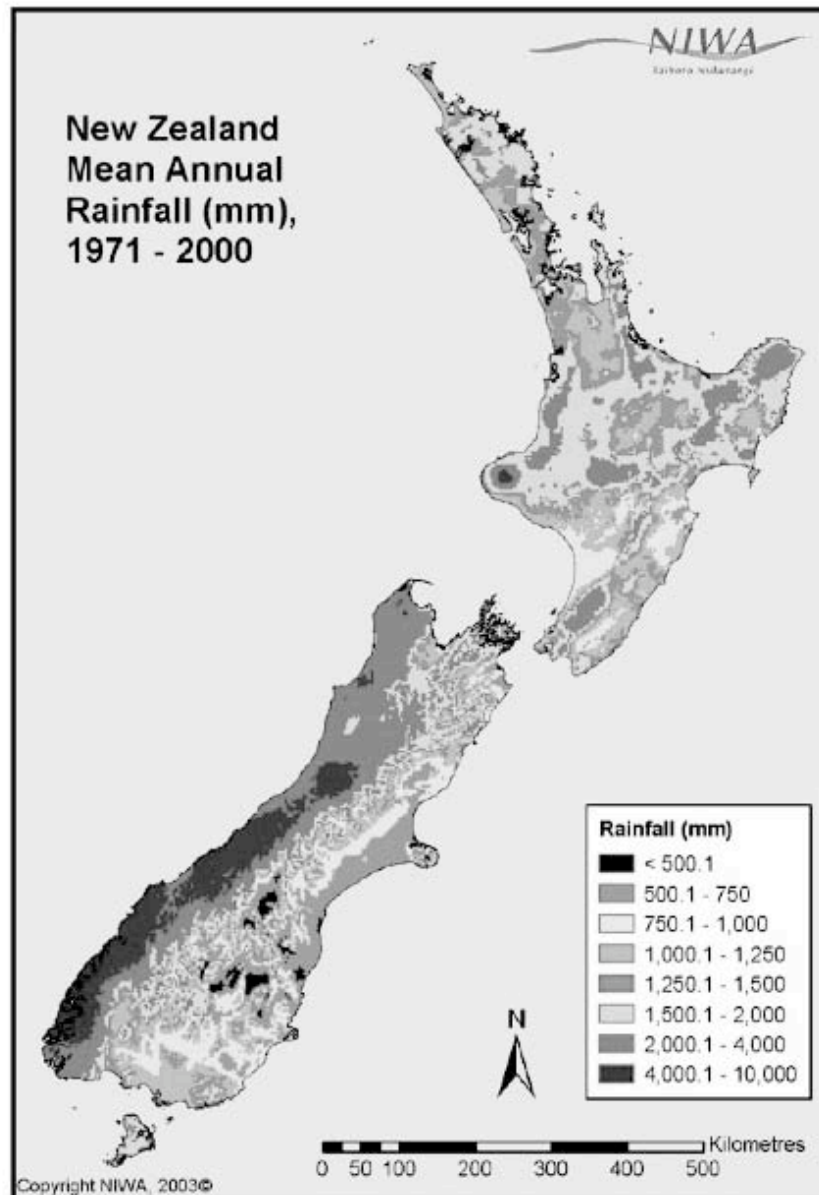 NIWA
Taihoro Nukurangi
New Zealand
Mean Annual
Rainfall (mm),
1971 - 2000
Rainfall (mm)
< 500.1
500.1 - 750
750.1 - 1,000
1,000.1 - 1,250
1,250.1 - 1,500
1,500.1 - 2,000
2,000.1 - 4,000
4,000.1 - 10,000
N
Kilometres
0 50 100 200 300 400 500
Copyright NIWA, 2003©